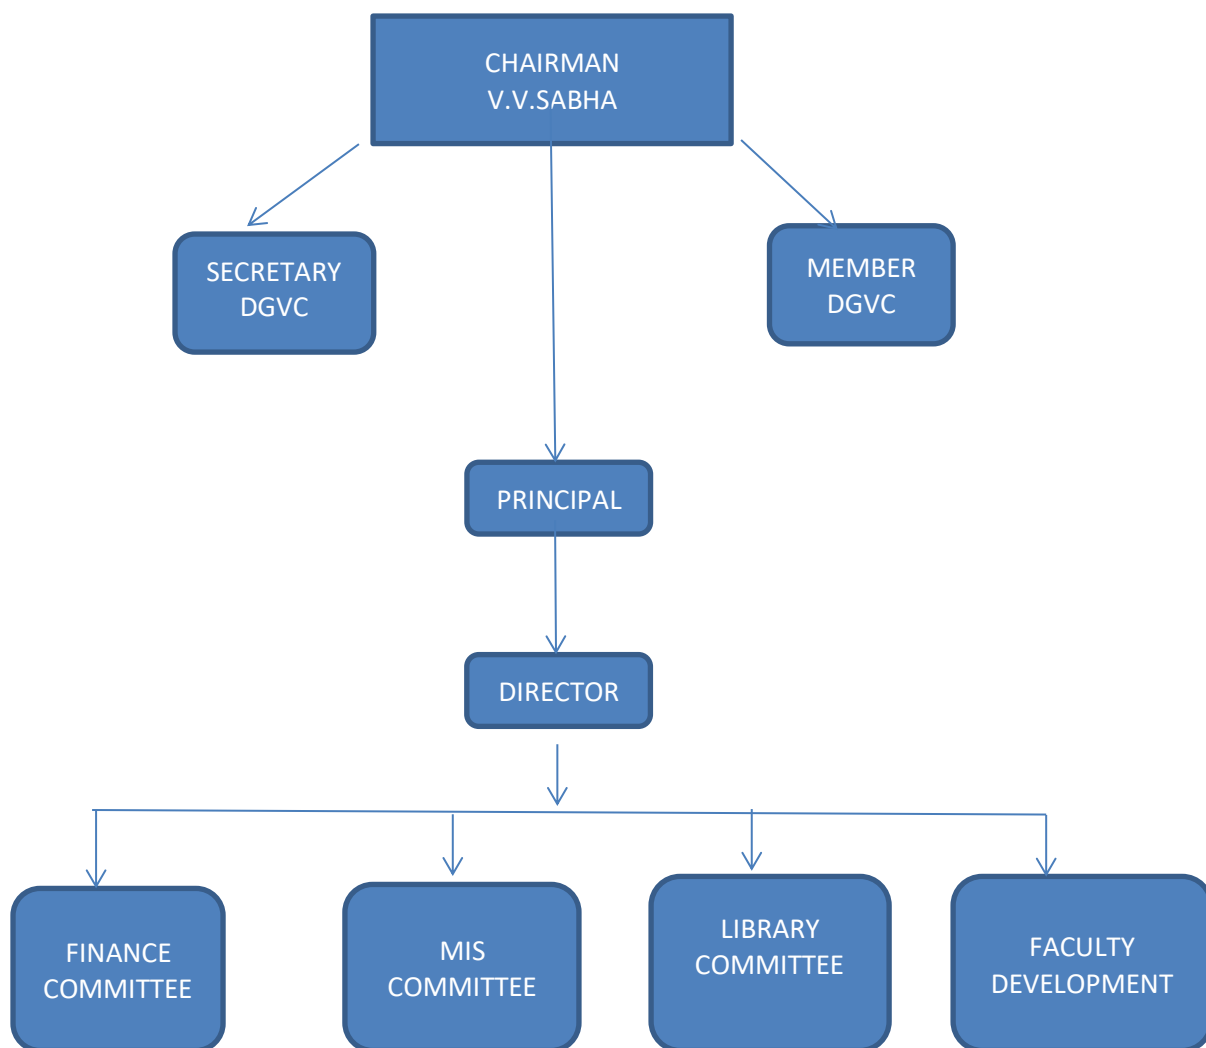 CHAIRMAN
V.V.SABHA
SECRETARY
DGVC
MEMBER
DGVC
PRINCIPAL
DIRECTOR
FINANCE
COMMITTEE
MIS
COMMITTEE
LIBRARY
COMMITTEE
FACULTY
DEVELOPMENT